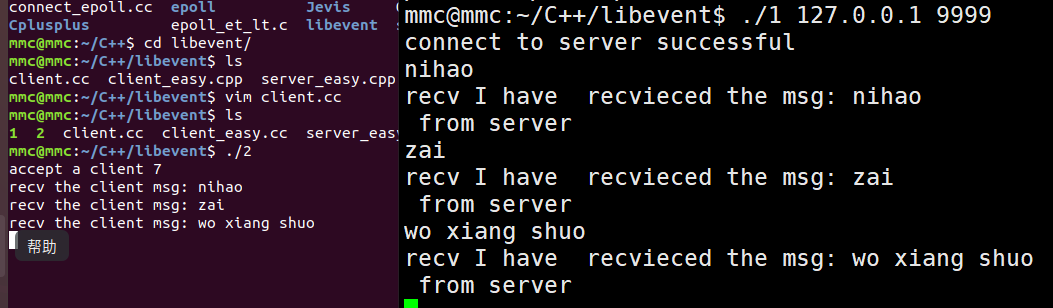 connect_epoll.cc epoll Jevis
Cplusplus epoll_et_lt.c libevent
mmc@mmc:~/C++$ cd libevent/
mmc@mmc:~/C++/libevent$ ls
client.cc client_easy.cpp server_easy.cpp
mmc@mmc:~/C++/libevent$ vim client.cc
mmc@mmc:~/C++/libevent$ ls
1 2 client.cc client_easy.cc server_easy
mmc@mmc:~/C++/libevent$ ./2
accept a client 7
recv the client msg: nihao
recv the client msg: zai
recv the client msg: wo xiang shuo
帮助
mmc@mmc:~/C++/libevent$ ./1 127.0.0.1 9999
connect to server successful
nihao
recv I have  recvieced the msg: nihao
 from server
zai
recv I have  recvieced the msg: zai
 from server
wo xiang shuo
recv I have  recvieced the msg: wo xiang shuo
 from server